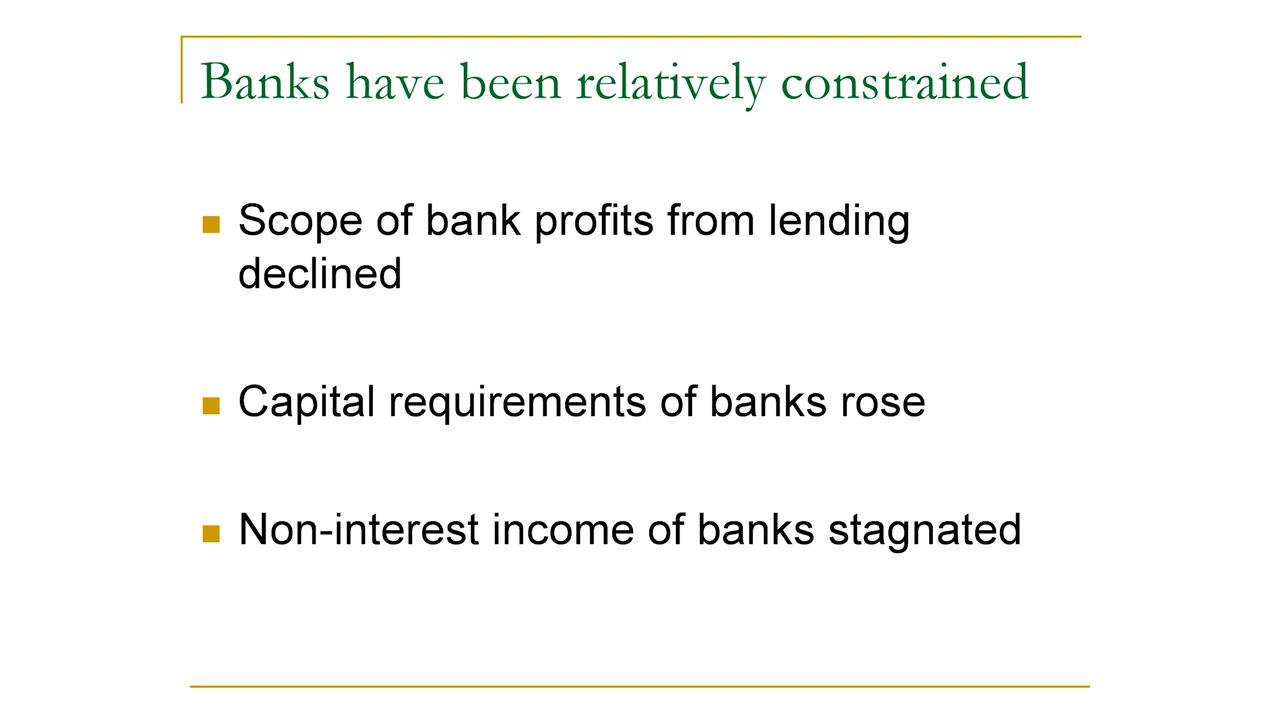 Banks have been relatively constrained
Scope of bank profits from lending
declined
Capital requirements of banks rose
Non-interest income of banks stagnated